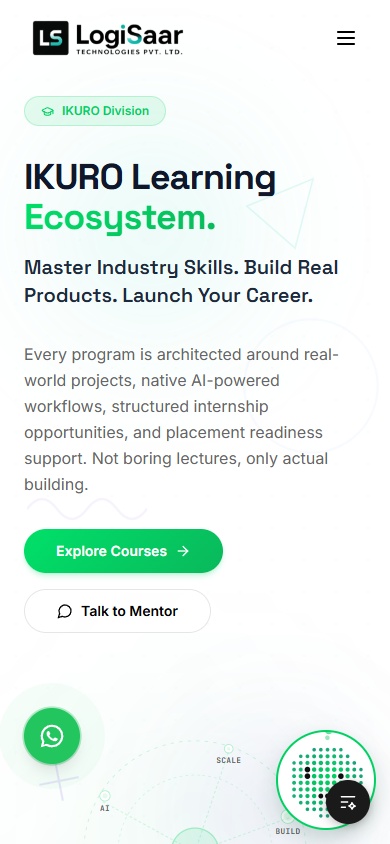 LS LogiSaar
TECHNOLOGIES PVT. LTD.
IKURO Division
IKURO Learning
Ecosystem.
Master Industry Skills. Build Real
Products. Launch Your Career.
Every program is architected around real-
world projects, native AI-powered
workflows, structured internship
opportunities, and placement readiness
support. Not boring lectures, only actual
building.
Explore Courses
Talk to Mentor
SCALE
AI
BUILD